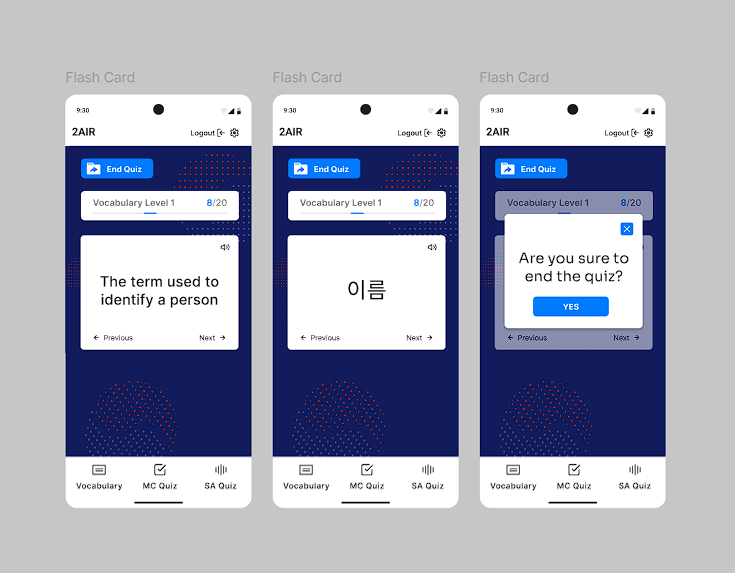 Flash Card
9:30
2AIR
Logout
End Quiz
Vocabulary Level 1 8/20
The term used to
identify a person
Previous Next
Vocabulary MC Quiz SA Quiz
Flash Card
9:30
2AIR
Logout
End Quiz
Vocabulary Level 1 8/20
이름
Previous Next
Vocabulary MC Quiz SA Quiz
Flash Card
9:30
2AIR
Logout
End Quiz
Vocabulary Level 1 8/20
Are you sure to
end the quiz?
YES
Previous Next
Vocabulary MC Quiz SA Quiz